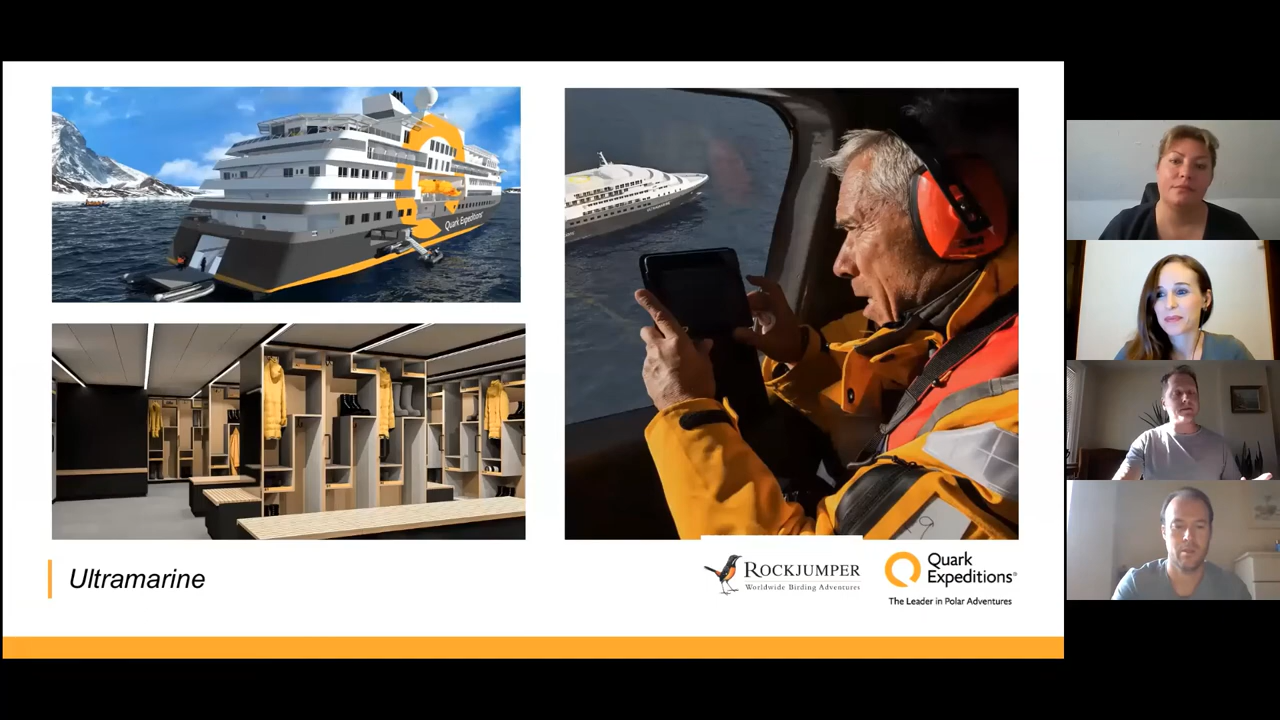 Quark Expeditions
Ultramarine
ROCKJUMPER
Worldwide Birding Adventures
Quark
Expeditions®
The Leader in Polar Adventures